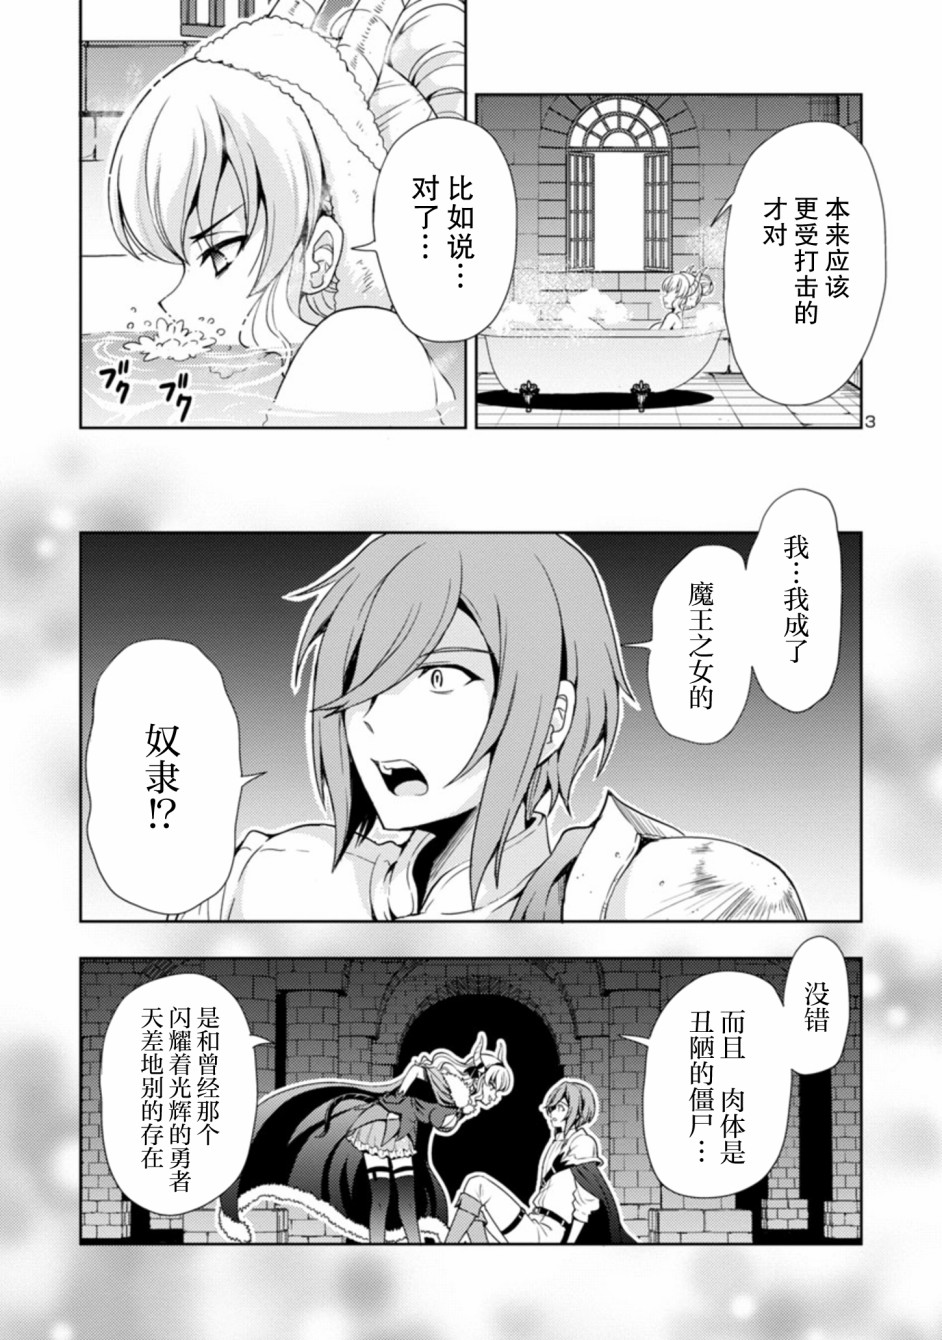 本来应该
更受打击的
才对
比如说…
对了…
ブク
ブク
3
我…我成了
魔王之女的
奴隶!?
没错
而且 肉体是
丑陋的僵尸…
是和曾经那个
闪耀着光辉的勇者
天差地别的存在